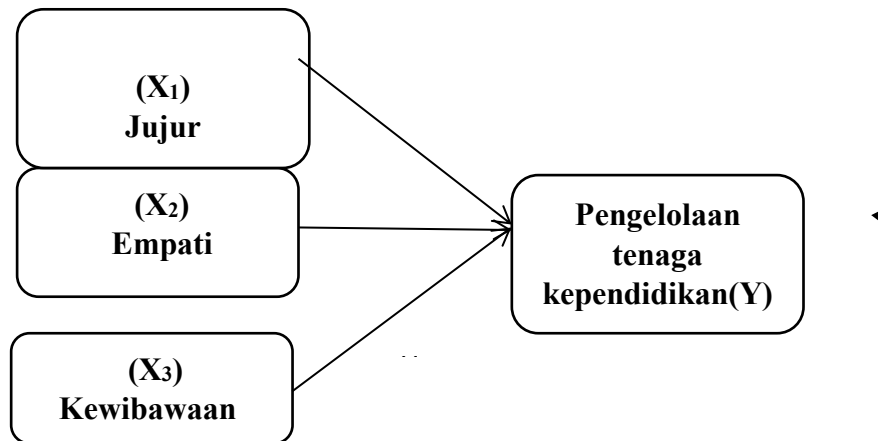 (X₁)
Jujur
(X₂)
Empati
(X₃)
Kewibawaan
Pengelolaan
tenaga
kependidikan(Y)